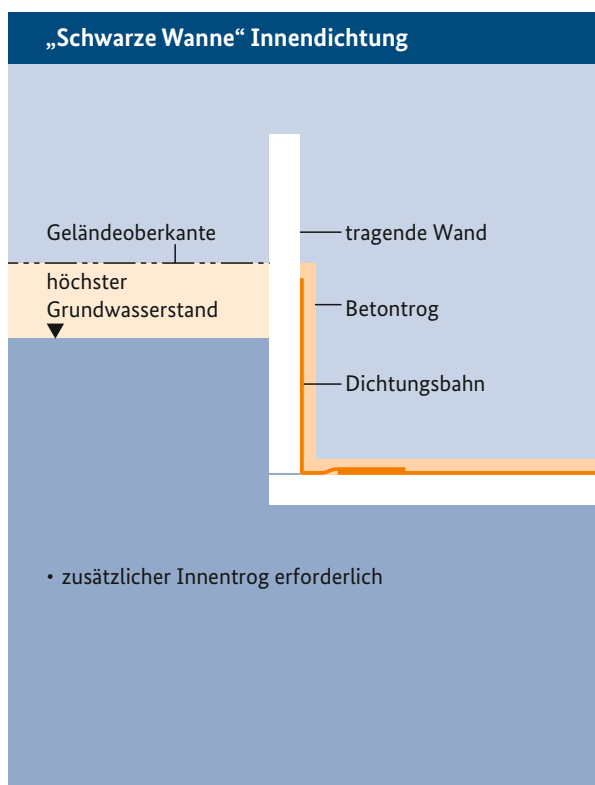 „Schwarze Wanne“ Innendichtung
Geländeoberkante
tragende Wand
höchster
Grundwasserstand
Betontrog
Dichtungsbahn
• zusätzlicher Innentrog erforderlich